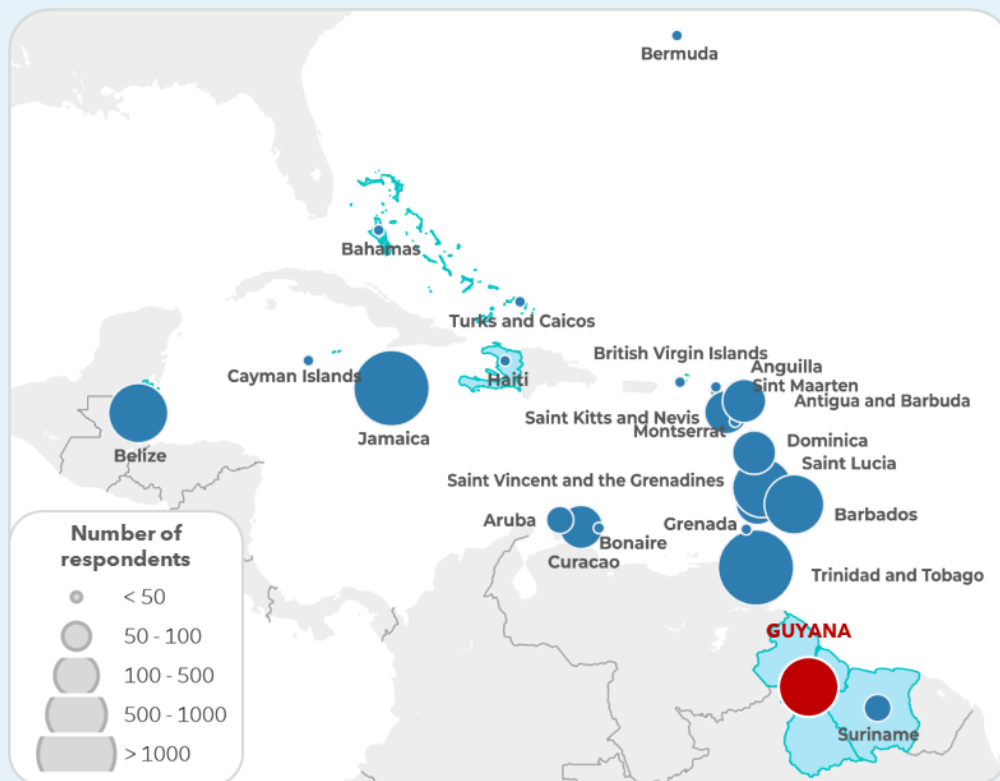 Bermuda
Bahamas
Turks and Caicos
British Virgin Islands
Anguilla
Cayman Islands
Haiti
Sint Maarten
Antigua and Barbuda
Saint Kitts and Nevis
Montserrat
Jamaica
Belize
Dominica
Saint Lucia
Saint Vincent and the Grenadines
Barbados
Aruba
Grenada
Bonaire
Curacao
Trinidad and Tobago
GUYANA
Suriname
Number of
respondents
< 50
50 - 100
100 - 500
500 - 1000
> 1000